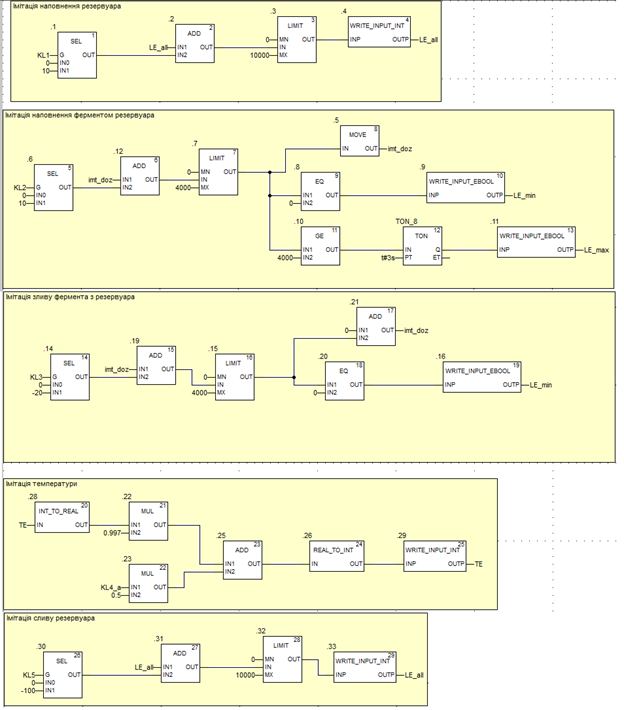 Імітація наповнення резервуара
.1 .2 .3 .4
SEL 1
KL1 G OUT
0 IN0
10 IN1
ADD 2
LE_all IN1 OUT
IN2
LIMIT 3
0 MN OUT
IN
10000 MX
WRITE_INPUT_INT 4
INP OUTP LE_all
Імітація наповнення ферментом резервуара
.5
MOVE 8
IN OUT imt_doz
.6 .12 .7
SEL 5
KL2 G OUT
0 IN0
10 IN1
ADD 6
imt_doz IN1 OUT
IN2
LIMIT 7
0 MN OUT
IN
4000 MX
.8 .9
EQ 9
IN1 OUT
0 IN2
WRITE_INPUT_EBOOL 10
INP OUTP LE_min
.10 TON_8 .11
GE 11
IN1 OUT
4000 IN2
TON 12
IN Q
t#3s PT ET
WRITE_INPUT_EBOOL 13
INP OUTP LE_max
Імітація зливу фермента з резервуара
.21
ADD 17
0 IN1 OUT imt_doz
IN2
.14 .19 .15
SEL 14
KL3 G OUT
0 IN0
-20 IN1
ADD 15
imt_doz IN1 OUT
IN2
LIMIT 16
0 MN OUT
IN
4000 MX
.20 .16
EQ 18
IN1 OUT
0 IN2
WRITE_INPUT_EBOOL 19
INP OUTP LE_min
Імітація температури
.28 .22
INT_TO_REAL 20
TE IN OUT
MUL 21
IN1 OUT
0.997 IN2
.23
MUL 22
KL4_a IN1 OUT
0.5 IN2
.25 .26 .29
ADD 23
IN1 OUT
IN2
REAL_TO_INT 24
IN OUT
WRITE_INPUT_INT 25
INP OUTP TE
Імітація сливу резервуара
.30 .31 .32 .33
SEL 26
KL5 G OUT
0 IN0
-100 IN1
ADD 27
LE_all IN1 OUT
IN2
LIMIT 28
0 MN OUT
IN
10000 MX
WRITE_INPUT_INT 29
INP OUTP LE_all